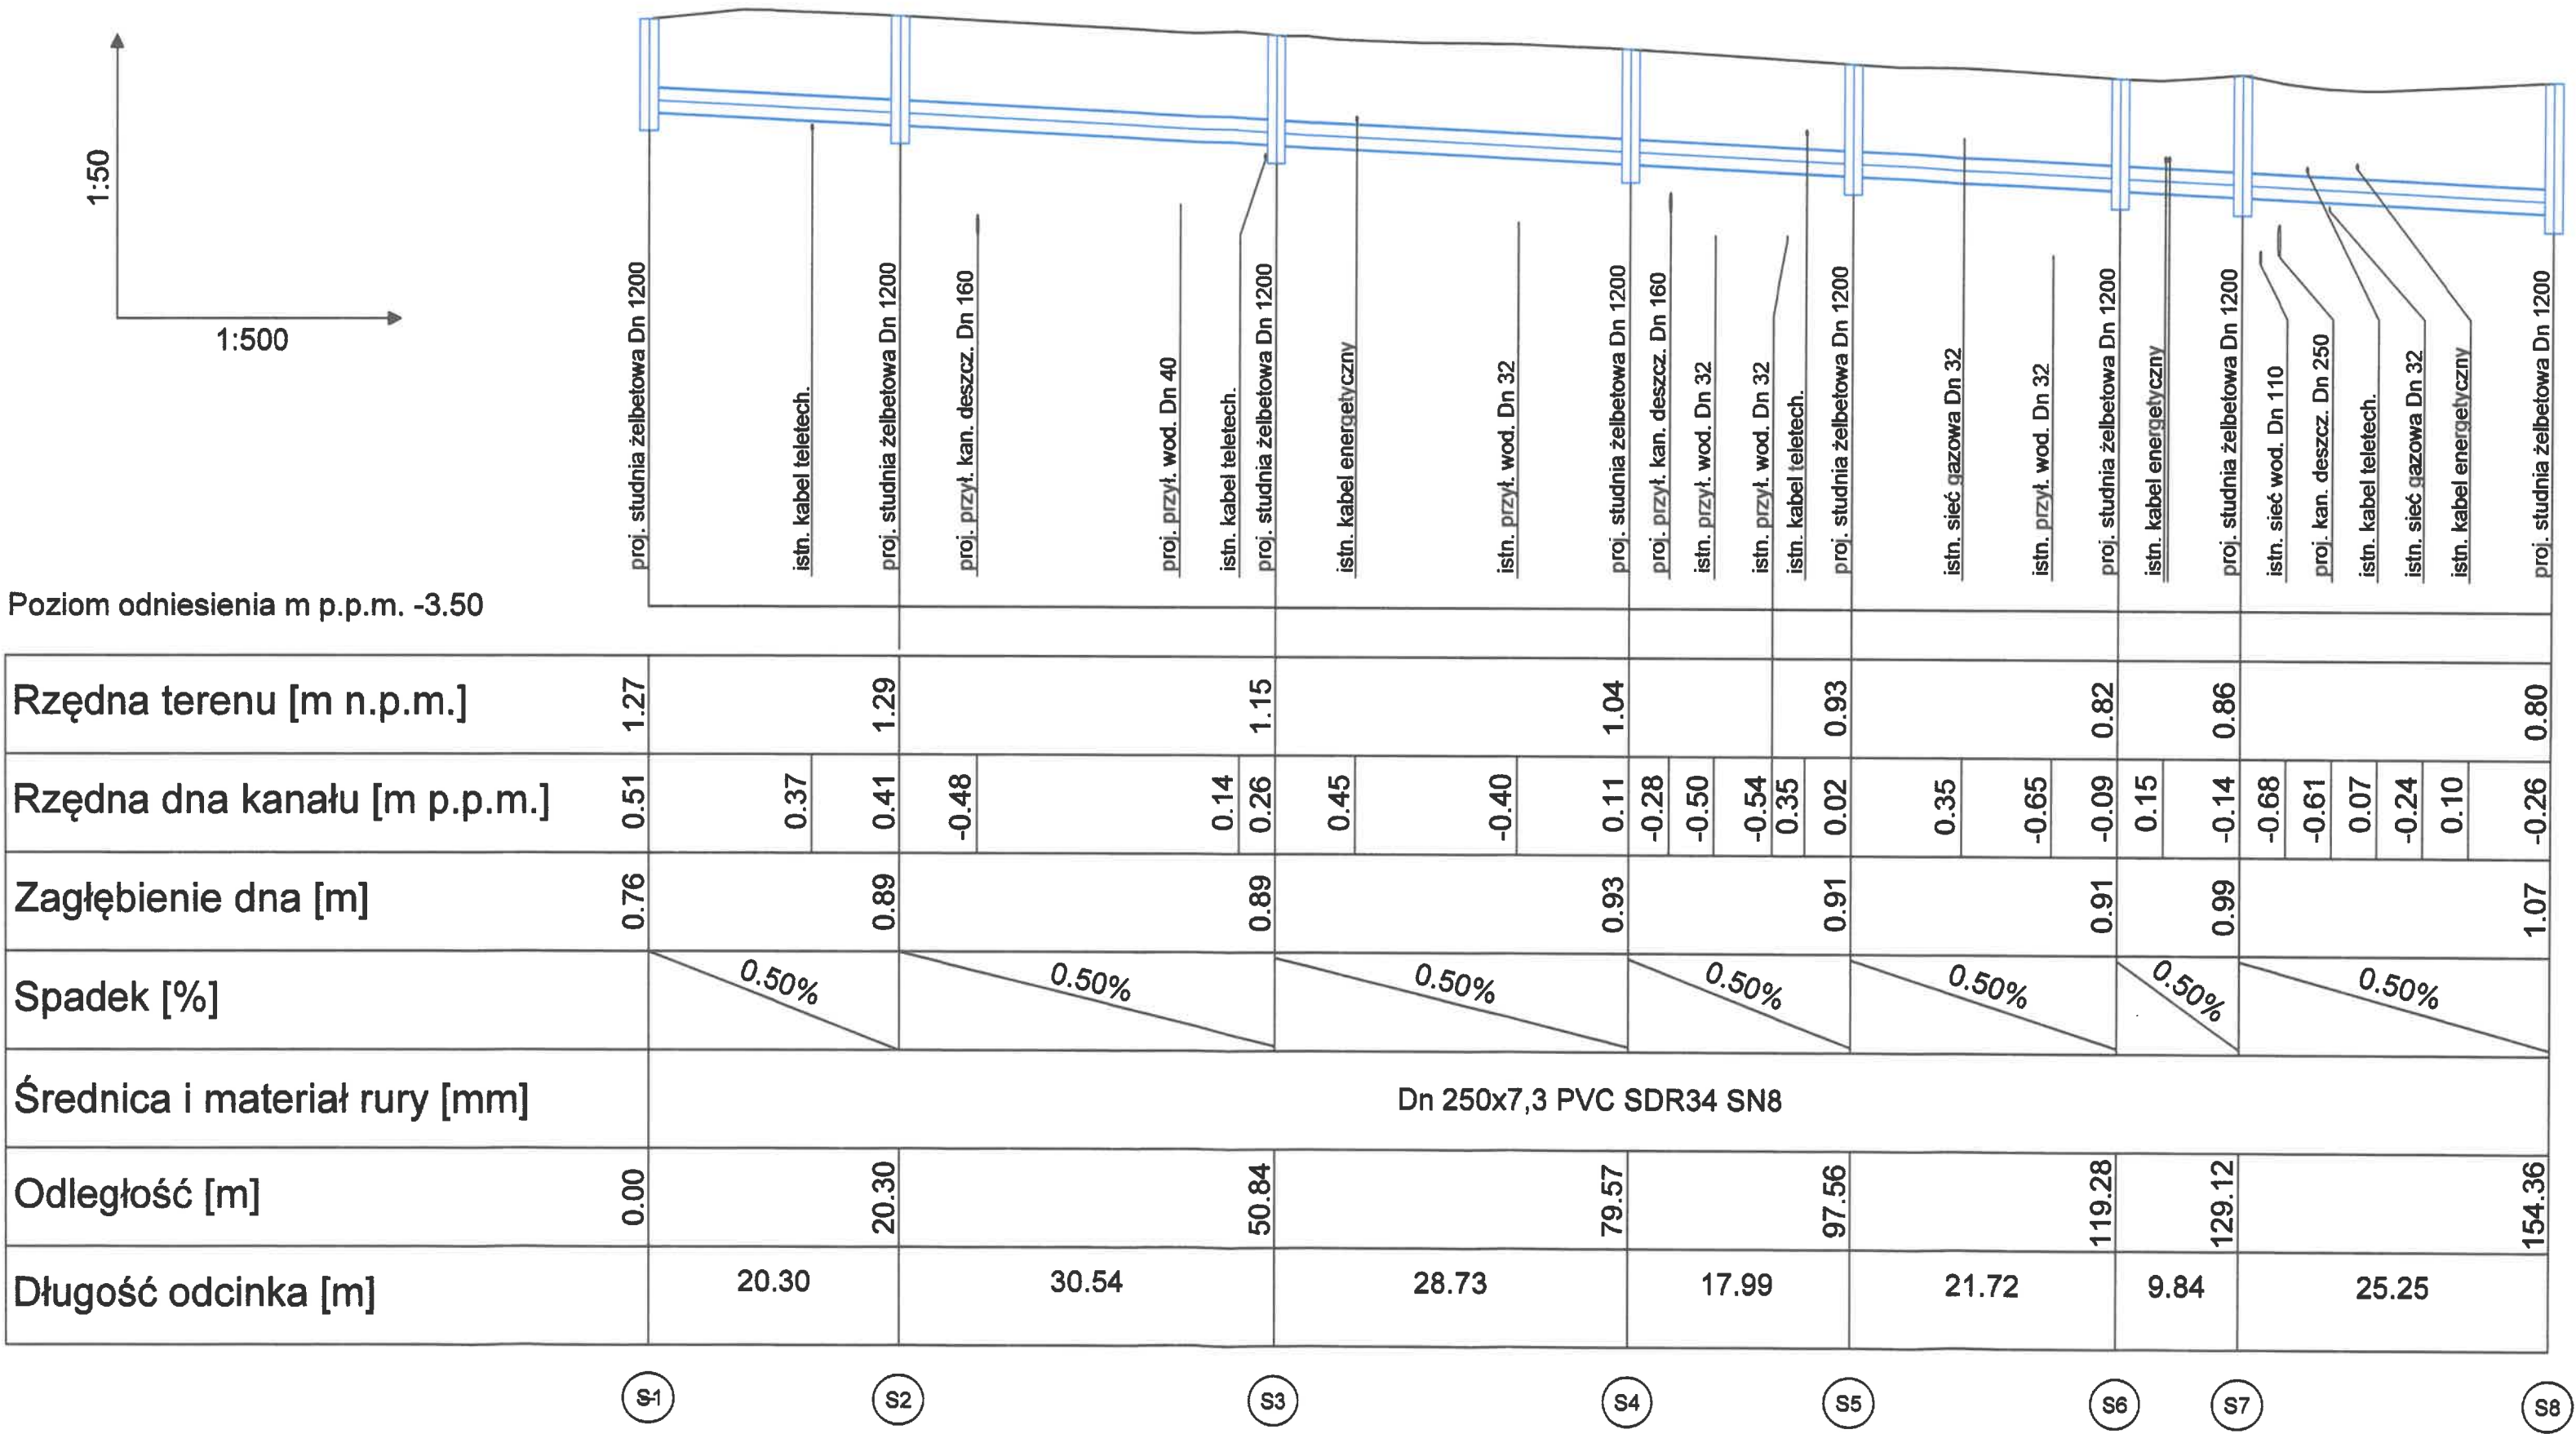 1:50
1:500
proj. studnia żelbetowa Dn 1200
istn. kabel teletech.
proj. studnia żelbetowa Dn 1200
proj. przył. kan. deszcz. Dn 160
proj. przył. wod. Dn 40
istn. kabel teletech.
proj. studnia żelbetowa Dn 1200
istn. kabel energetyczny
istn. przył. wod. Dn 32
proj. studnia żelbetowa Dn 1200
proj. przył. kan. deszcz. Dn 160
istn. przył. wod. Dn 32
istn. przył. wod. Dn 32
istn. kabel teletech.
proj. studnia żelbetowa Dn 1200
istn. sieć gazowa Dn 32
istn. przył. wod. Dn 32
proj. studnia żelbetowa Dn 1200
istn. kabel energetyczny
proj. studnia żelbetowa Dn 1200
istn. sieć wod. Dn 110
proj. kan. deszcz. Dn 250
istn. kabel teletech.
istn. sieć gazowa Dn 32
istn. kabel energetyczny
proj. studnia żelbetowa Dn 1200
Poziom odniesienia m p.p.m. -3.50
Rzędna terenu [m n.p.m.] 1.27 1.29 1.15 1.04 0.93 0.82 0.86 0.80
Rzędna dna kanału [m p.p.m.] 0.51 0.37 0.41 -0.48 0.14 0.26 0.45 -0.40 0.11 -0.28 -0.50 -0.54 0.35 0.02 0.35 -0.65 -0.09 0.15 -0.14 -0.68 -0.61 0.07 -0.24 0.10 -0.26
Zagłębienie dna [m] 0.76 0.89 0.89 0.93 0.91 0.91 0.99 1.07
Spadek [%] 0.50% 0.50% 0.50% 0.50% 0.50% 0.50% 0.50%
Średnica i materiał rury [mm] Dn 250x7,3 PVC SDR34 SN8
Odległość [m] 0.00 20.30 50.84 79.57 97.56 119.28 129.12 154.36
Długość odcinka [m] 20.30 30.54 28.73 17.99 21.72 9.84 25.25
S-1 S2 S3 S4 S5 S6 S7 S8